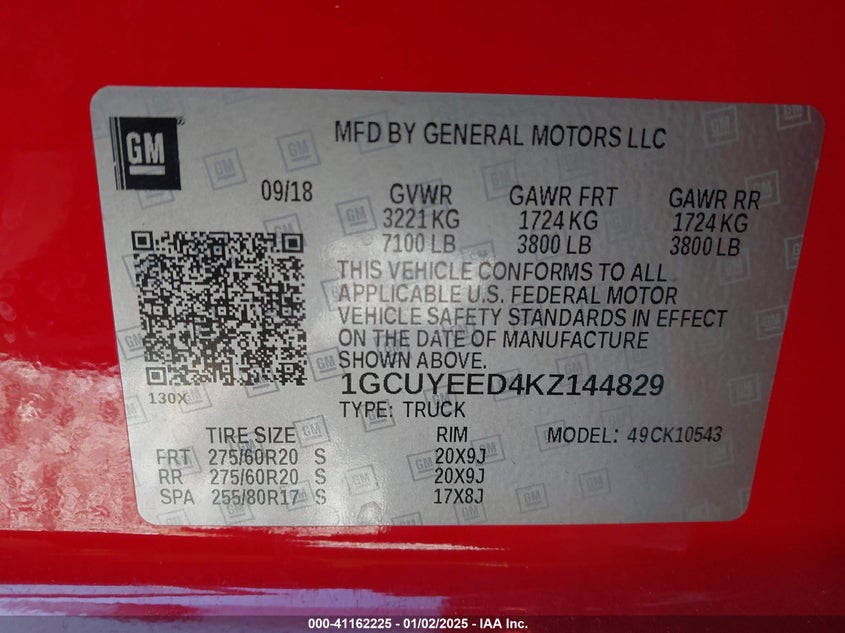 GM
MFD BY GENERAL MOTORS LLC
09/18
GVWR GAWR FRT GAWR RR
3221 KG 1724 KG 1724 KG
7100 LB 3800 LB 3800 LB
THIS VEHICLE CONFORMS TO ALL
APPLICABLE U.S. FEDERAL MOTOR
VEHICLE SAFETY STANDARDS IN EFFECT
ON THE DATE OF MANUFACTURE
SHOWN ABOVE.
130X
1GCUYEED4KZ144829
TYPE: TRUCK
TIRE SIZE RIM MODEL: 49CK10543
FRT 275/60R20 S 20X9J
RR 275/60R20 S 20X9J
SPA 255/80R17 S 17X8J
000-41162225 - 01/02/2025 - IAA Inc.